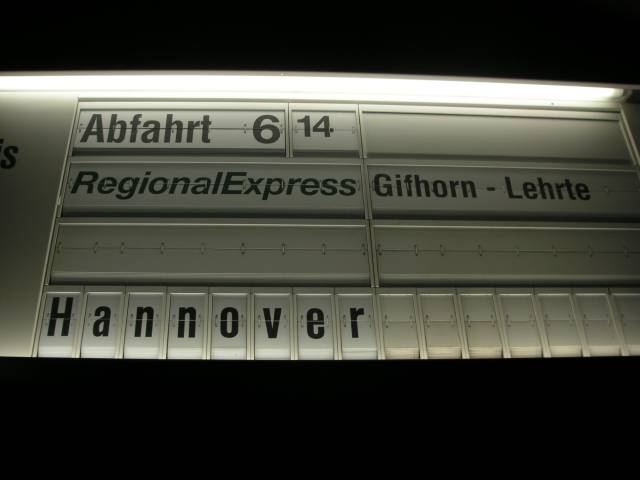 Abfahrt 6 14
RegionalExpress Gifhorn - Lehrte
Hannover